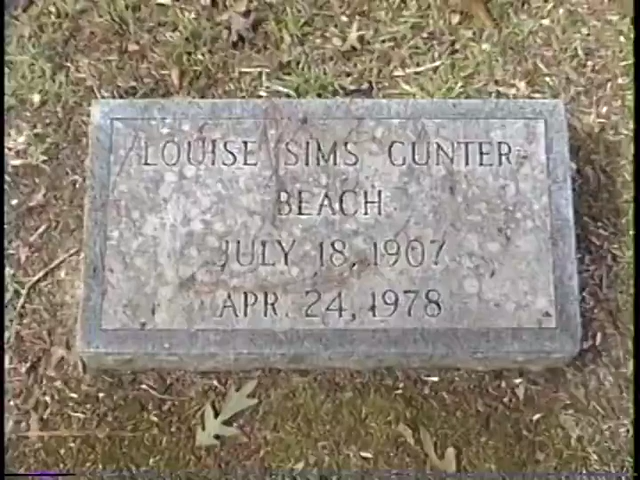 LOUISE SIMS GUNTER
BEACH
JULY 18, 1907
APR. 24, 1978